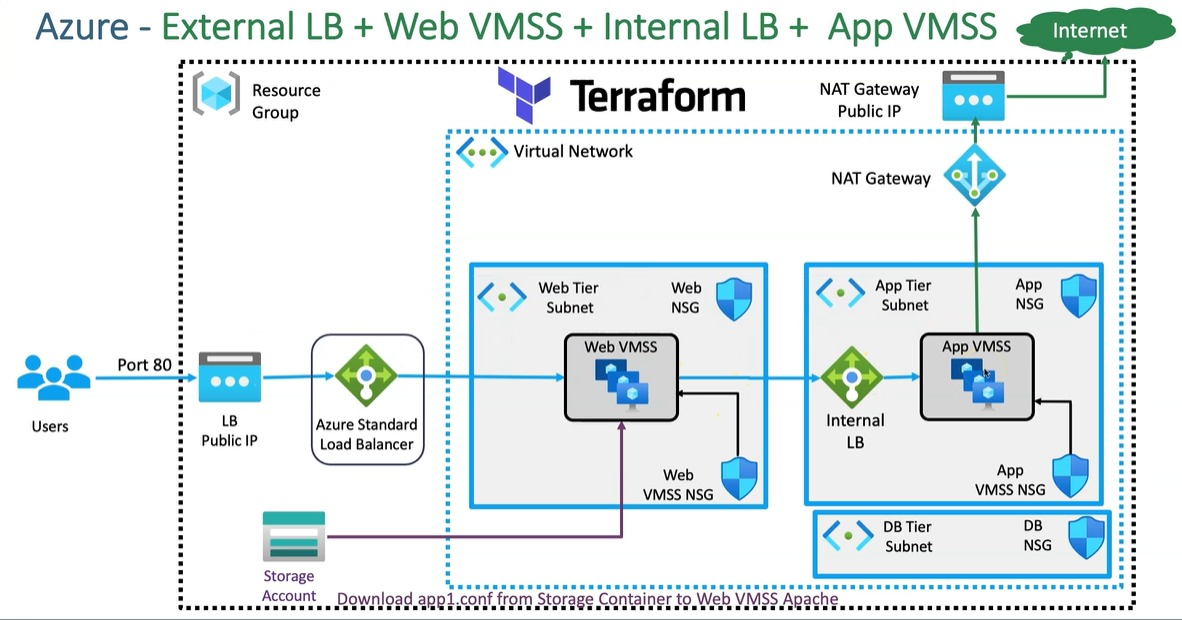 Azure - External LB + Web VMSS + Internal LB + App VMSS
Internet
Resource
Group
Terraform
NAT Gateway
Public IP
Virtual Network
NAT Gateway
Web Tier
Subnet
Web
NSG
App Tier
Subnet
App
NSG
Web VMSS
App VMSS
Port 80
Users
LB
Public IP
Azure Standard
Load Balancer
Internal
LB
Web
VMSS NSG
App
VMSS NSG
DB Tier
Subnet
DB
NSG
Storage
Account
Download app1.conf from Storage Container to Web VMSS Apache